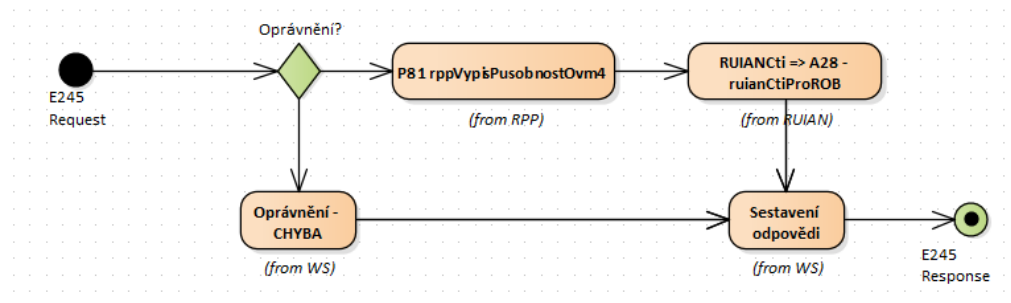 Oprávnění?
P81 rppVypisPusobnostOvm4
RUIANCti => A28 -
ruianCtiProROB
E245
Request
(from RPP)
(from RUIAN)
Oprávnění -
CHYBA
Sestavení
odpovědi
(from WS)
(from WS)
E245
Response